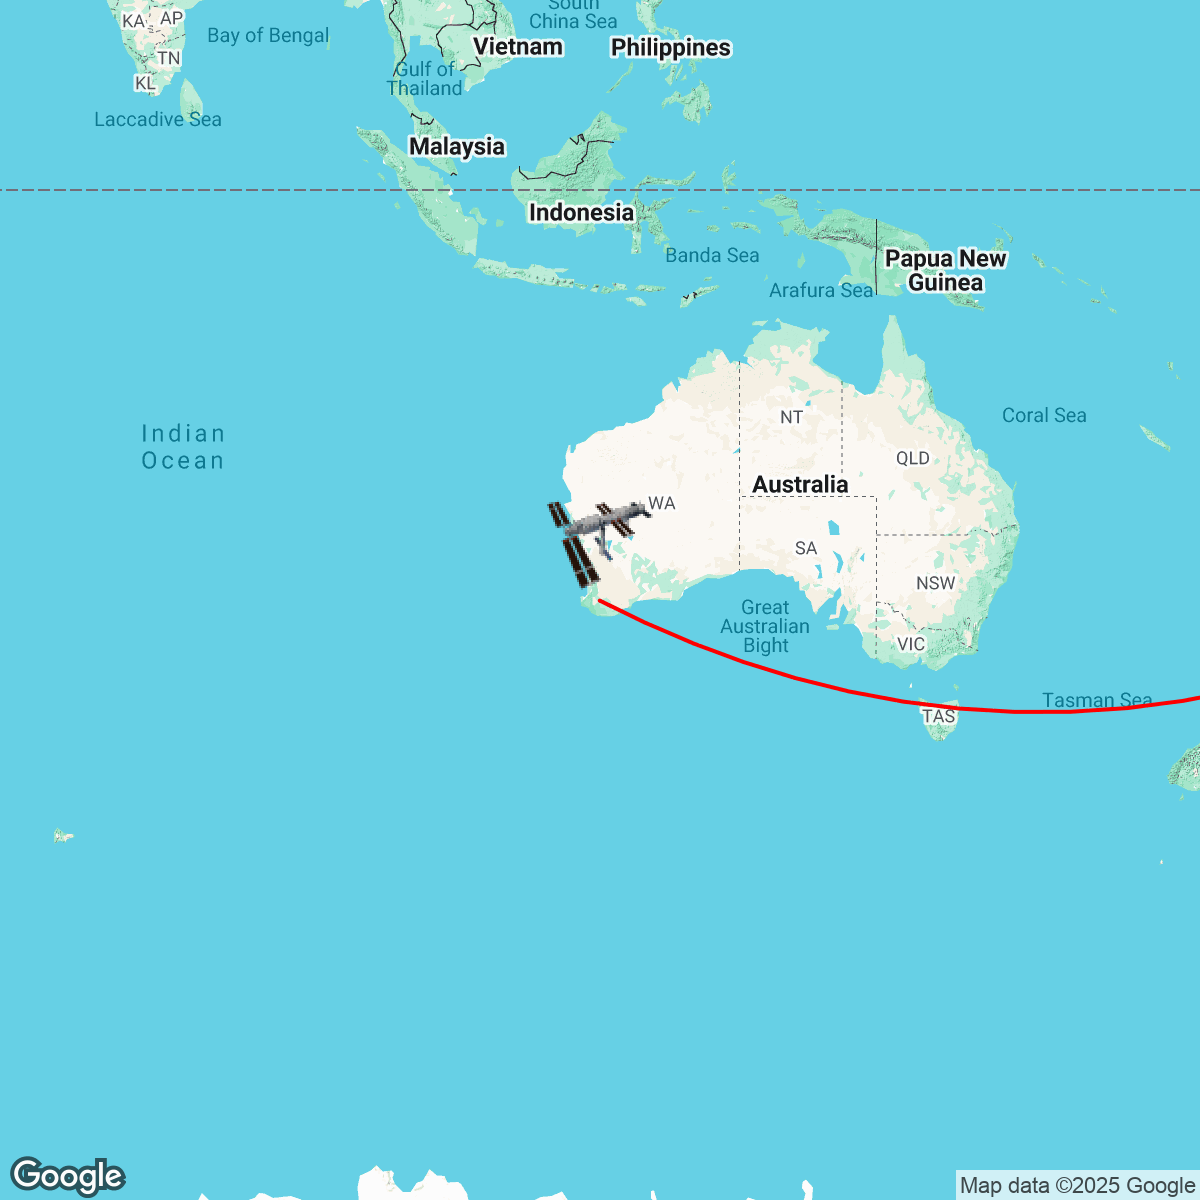 South
China Sea
KA
AP
Bay of Bengal
Vietnam
Philippines
TN
Gulf of
Thailand
KL
Laccadive Sea
Malaysia
Indonesia
Banda Sea
Papua New
Guinea
Arafura Sea
NT
Coral Sea
Indian
Ocean
QLD
Australia
WA
SA
NSW
Great
Australian
Bight
VIC
Tasman Sea
TAS
Google
Map data ©2025 Google